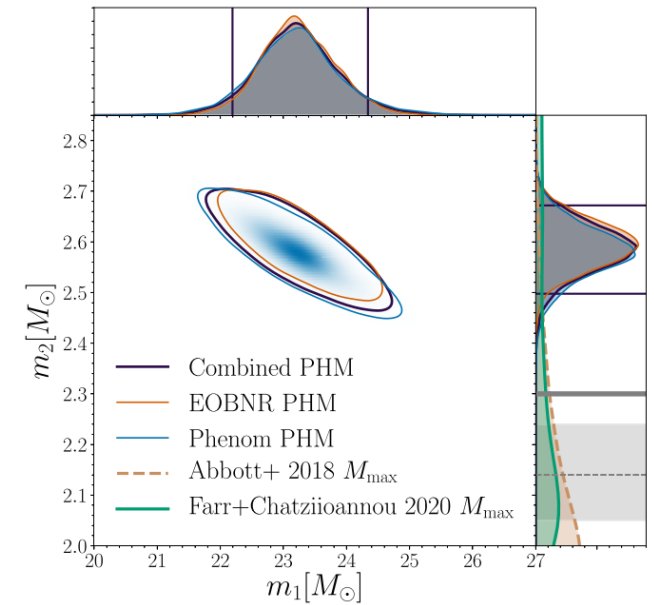 2.8
2.7
2.6
2.5
2.4
2.3
2.2
2.1
2.0
m₂[M⊙]
Combined PHM
EOBNR PHM
Phenom PHM
Abbott+ 2018 Mmax
Farr+Chatziioannou 2020 Mmax
20 21 22 23 24 25 26 27
m₁[M⊙]